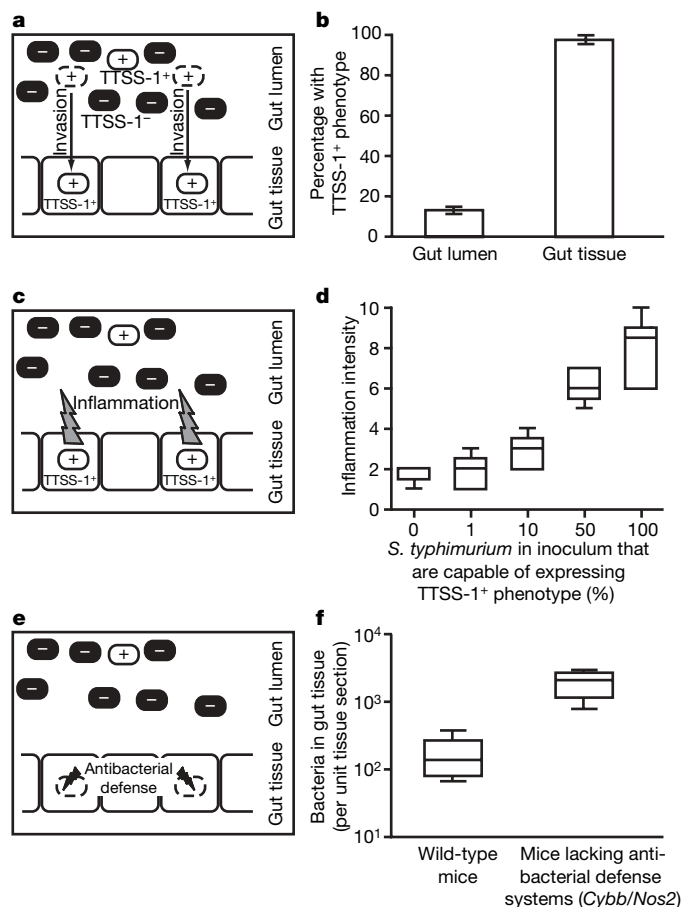 a
− − + −
+ TTSS-1+ +
−
− −
−
TTSS-1−
Invasion
Invasion
+ +
TTSS-1+ TTSS-1+
Gut lumen
Gut tissue
b
Percentage with
TTSS-1+ phenotype
100
80
60
40
20
0
Gut lumen Gut tissue
c
− − + −
− − − −
Inflammation
+ +
TTSS-1+ TTSS-1+
Gut lumen
Gut tissue
d
Inflammation intensity
10
8
6
4
2
0
0 1 10 50 100
S. typhimurium in inoculum that
are capable of expressing
TTSS-1+ phenotype (%)
e
− − + −
− − − −
Antibacterial
defense
Gut lumen
Gut tissue
f
Bacteria in gut tissue
(per unit tissue section)
10⁴
10³
10²
10¹
Wild-type
mice
Mice lacking anti-
bacterial defense
systems (Cybb/Nos2)